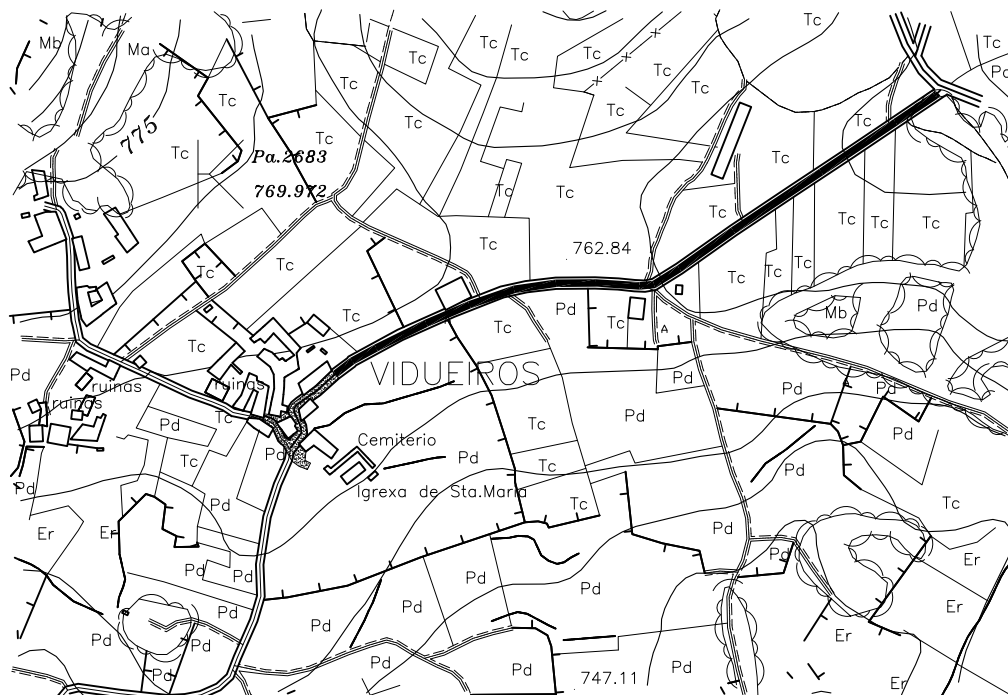 Mb
Ma
Tc
Tc
Tc
Tc
Tc
Tc
Tc
Pa.2683
769.972
775
Tc
Tc
Tc
Tc
Tc
Tc
Tc
Tc
Tc
Tc
Tc
Tc
762.84
Tc
Tc
Tc
Tc
Tc
Pd
Tc
Tc
Tc
Tc
A
Mb
Pd
VIDUEIROS
Pd
ruinas
ruinas
ruinas
Pd
Pd
A
Pd
Tc
Pd
Pd
Tc
Pd
Cemiterio
Tc
Pd
Pd
Tc
Pd
Pd
Igrexa de Sta.Maria
Pd
Tc
Tc
Er
Er
Pd
Pd
Er
Pd
Pd
Pd
Pd
Pd
Pd
Pd
Er
Pd
Er
Pd
Pd
Pd
Pd
Pd
747.11
Pd
Er